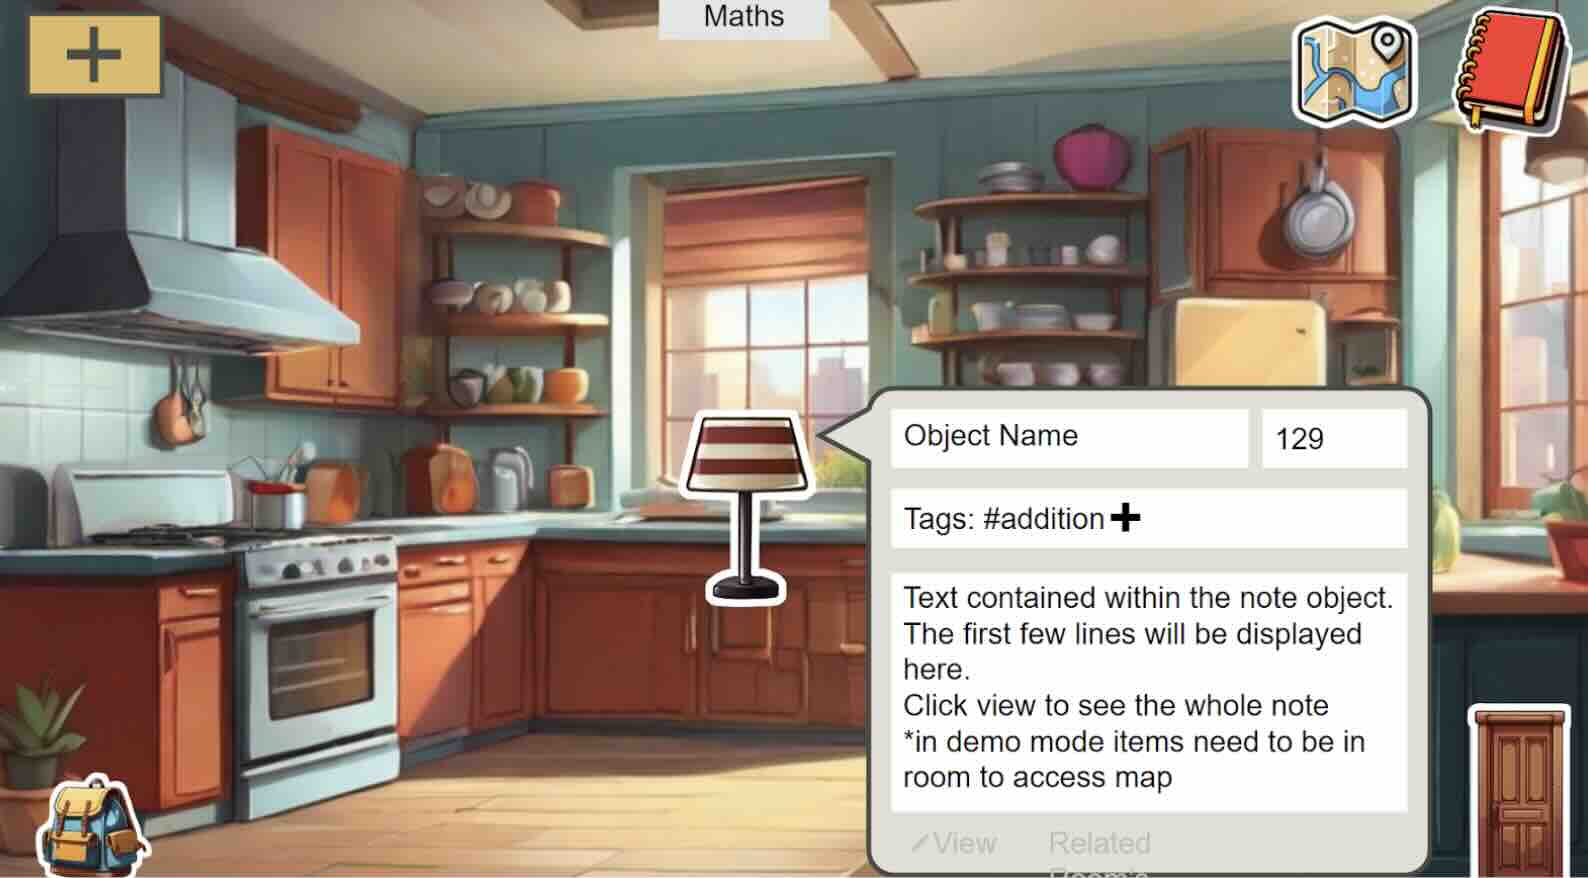 Maths
Object Name
129
Tags: #addition
Text contained within the note object.
The first few lines will be displayed
here.
Click view to see the whole note
*in demo mode items need to be in
room to access map
View
Related
Room's